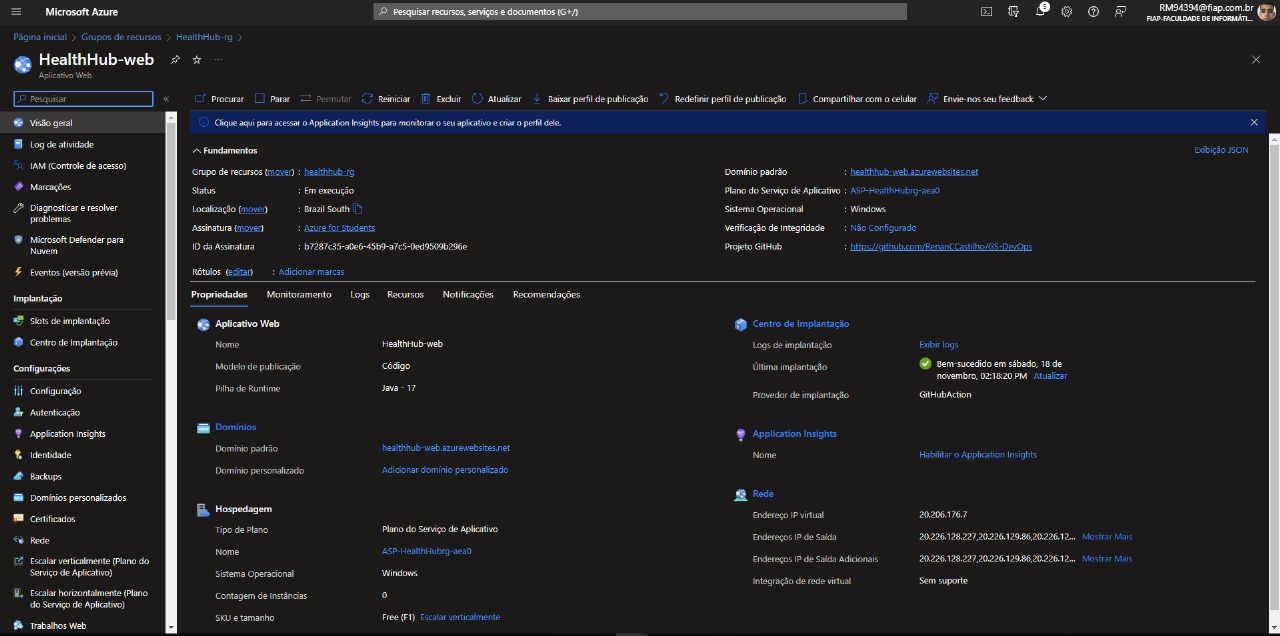 Microsoft Azure
Pesquisar recursos, serviços e documentos (G+/)
5
RM94394@fiap.com.br
FIAP-FACULDADE DE INFORMÁTI...
Página inicial > Grupos de recursos > HealthHub-rg >
HealthHub-web
Aplicativo Web
Pesquisar
Visão geral
Log de atividade
IAM (Controle de acesso)
Marcações
Diagnosticar e resolver
problemas
Microsoft Defender para
Nuvem
Eventos (versão prévia)
Implantação
Slots de implantação
Centro de Implantação
Configurações
Configuração
Autenticação
Application Insights
Identidade
Backups
Domínios personalizados
Certificados
Rede
Escalar verticalmente (Plano do
Serviço de Aplicativo)
Escalar horizontalmente (Plano
do Serviço de Aplicativo)
Trabalhos Web
Procurar Parar Permutar Reiniciar Excluir Atualizar Baixar perfil de publicação Redefinir perfil de publicação Compartilhar com o celular Envie-nos seu feedback
Clique aqui para acessar o Application Insights para monitorar o seu aplicativo e criar o perfil dele.
Fundamentos
Exibição JSON
Grupo de recursos (mover) : healthhub-rg
Status : Em execução
Localização (mover) : Brazil South
Assinatura (mover) : Azure for Students
ID da Assinatura : b7287c35-a0e6-45b9-a7c5-0ed9509b296e
Domínio padrão : healthhub-web.azurewebsites.net
Plano do Serviço de Aplicativo : ASP-HealthHubrg-aea0
Sistema Operacional : Windows
Verificação de Integridade : Não Configurado
Projeto GitHub : https://github.com/RenanCCastilho/GS-DevOps
Rótulos (editar) : Adicionar marcas
Propriedades Monitoramento Logs Recursos Notificações Recomendações
Aplicativo Web
Nome HealthHub-web
Modelo de publicação Código
Pilha de Runtime Java - 17
Domínios
Domínio padrão healthhub-web.azurewebsites.net
Domínio personalizado Adicionar domínio personalizado
Hospedagem
Tipo de Plano Plano do Serviço de Aplicativo
Nome ASP-HealthHubrg-aea0
Sistema Operacional Windows
Contagem de Instâncias 0
SKU e tamanho Free (F1) Escalar verticalmente
Centro de Implantação
Logs de implantação Exibir logs
Última implantação Bem-sucedido em sábado, 18 de
novembro, 02:18:20 PM Atualizar
Provedor de implantação GitHubAction
Application Insights
Nome Habilitar o Application Insights
Rede
Endereço IP virtual 20.206.176.7
Endereços IP de Saída 20.226.128.227,20.226.129.86,20.226.12... Mostrar Mais
Endereços IP de Saída Adicionais 20.226.128.227,20.226.129.86,20.226.12... Mostrar Mais
Integração de rede virtual Sem suporte